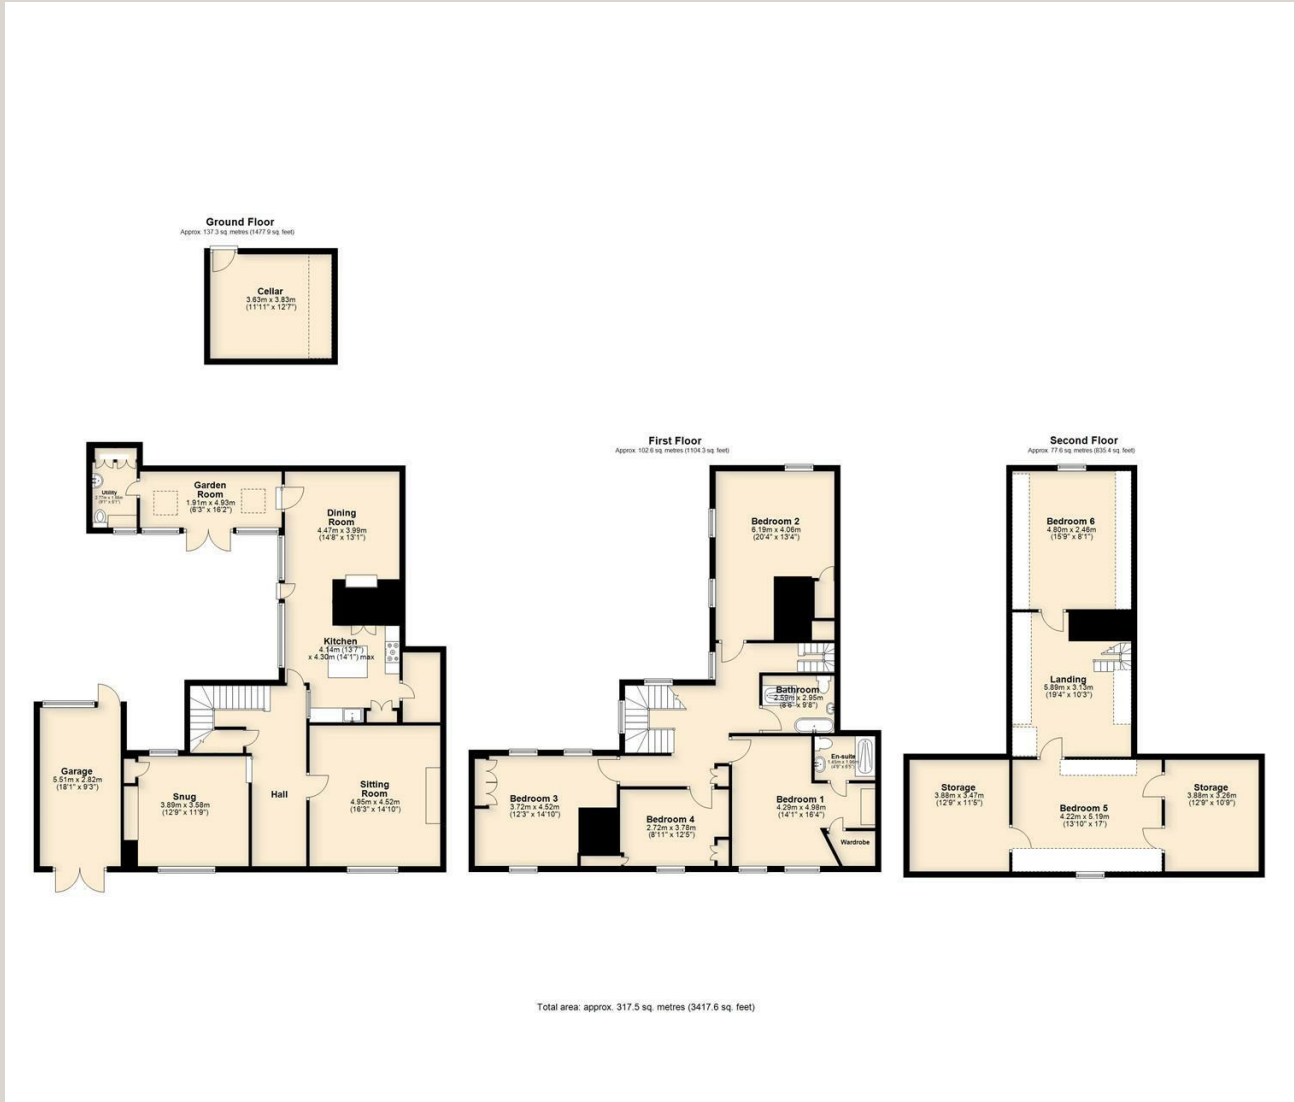 Ground Floor
Approx. 137.3 sq. metres (1477.9 sq. feet)
Cellar
3.63m x 3.83m
(11'11" x 12'7")
Utility
Garden
Room
1.91m x 4.93m
(6'3" x 16'2")
Dining
Room
4.47m x 3.99m
(14'8" x 13'1")
Kitchen
4.14m (13'7")
x 4.30m (14'1") max
Garage
5.51m x 2.82m
(18'1" x 9'3")
Snug
3.89m x 3.58m
(12'9" x 11'9")
Hall
Sitting
Room
4.95m x 4.52m
(16'3" x 14'10")
First Floor
Approx. 102.6 sq. metres (1104.3 sq. feet)
Bedroom 2
6.19m x 4.06m
(20'4" x 13'4")
Bathroom
2.59m x 2.95m
(8'6" x 9'8")
En-suite
Bedroom 3
3.72m x 4.52m
(12'3" x 14'10")
Bedroom 4
2.72m x 3.78m
(8'11" x 12'5")
Bedroom 1
4.29m x 4.98m
(14'1" x 16'4")
Wardrobe
Second Floor
Approx. 77.6 sq. metres (835.4 sq. feet)
Bedroom 6
4.80m x 2.46m
(15'9" x 8'1")
Landing
5.89m x 3.13m
(19'4" x 10'3")
Storage
3.88m x 3.47m
(12'9" x 11'5")
Bedroom 5
4.22m x 5.19m
(13'10" x 17')
Storage
3.88m x 3.26m
(12'9" x 10'9")
Total area: approx. 317.5 sq. metres (3417.6 sq. feet)